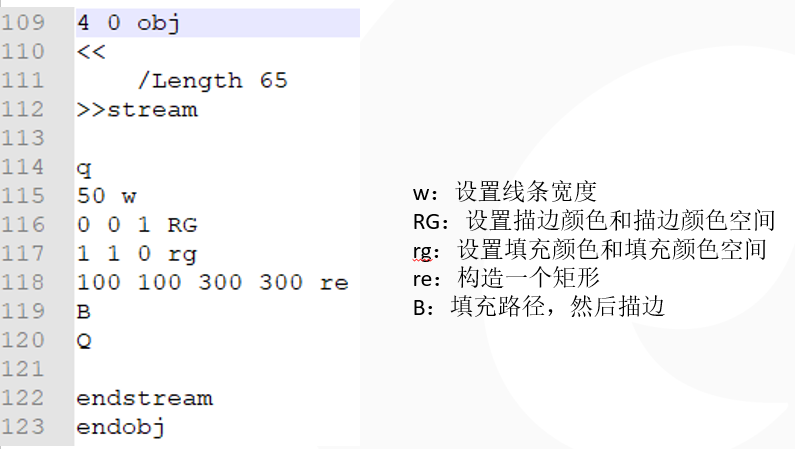 109 4 0 obj
110 <<
111     /Length 65
112 >>stream
113
114 q
115 50 w
116 0 0 1 RG
117 1 1 0 rg
118 100 100 300 300 re
119 B
120 Q
121
122 endstream
123 endobj
w：设置线条宽度
RG：设置描边颜色和描边颜色空间
rg：设置填充颜色和填充颜色空间
re：构造一个矩形
B：填充路径，然后描边